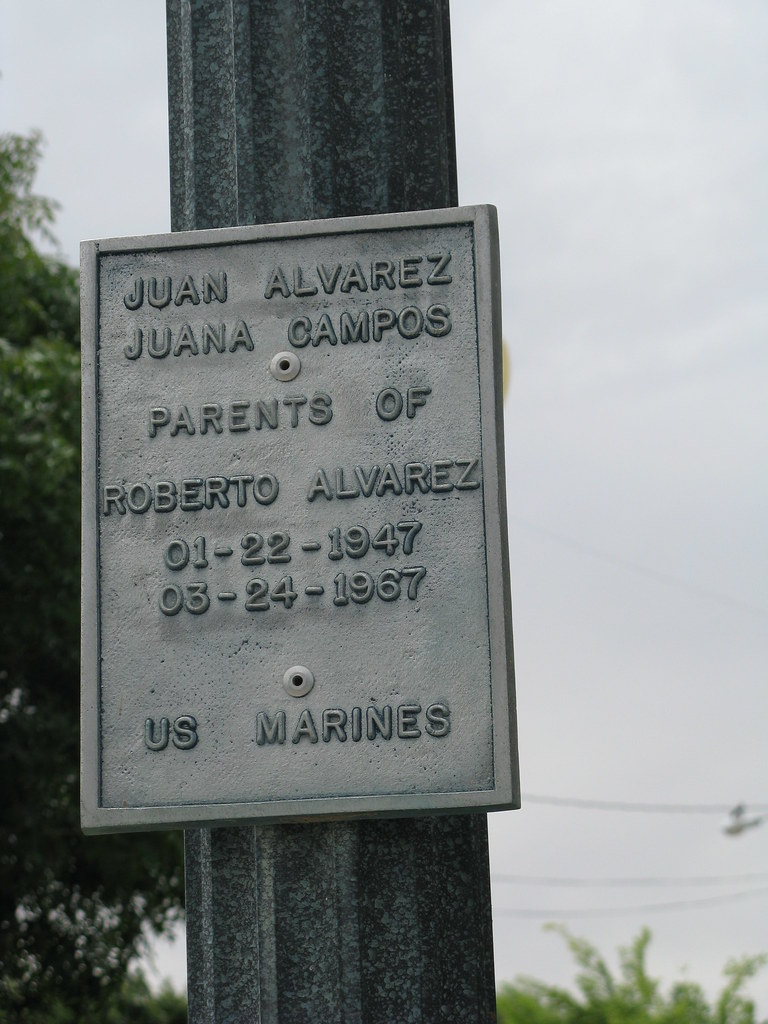 JUAN ALVAREZ
JUANA CAMPOS
PARENTS OF
ROBERTO ALVAREZ
01-22-1947
03-24-1967
US MARINES